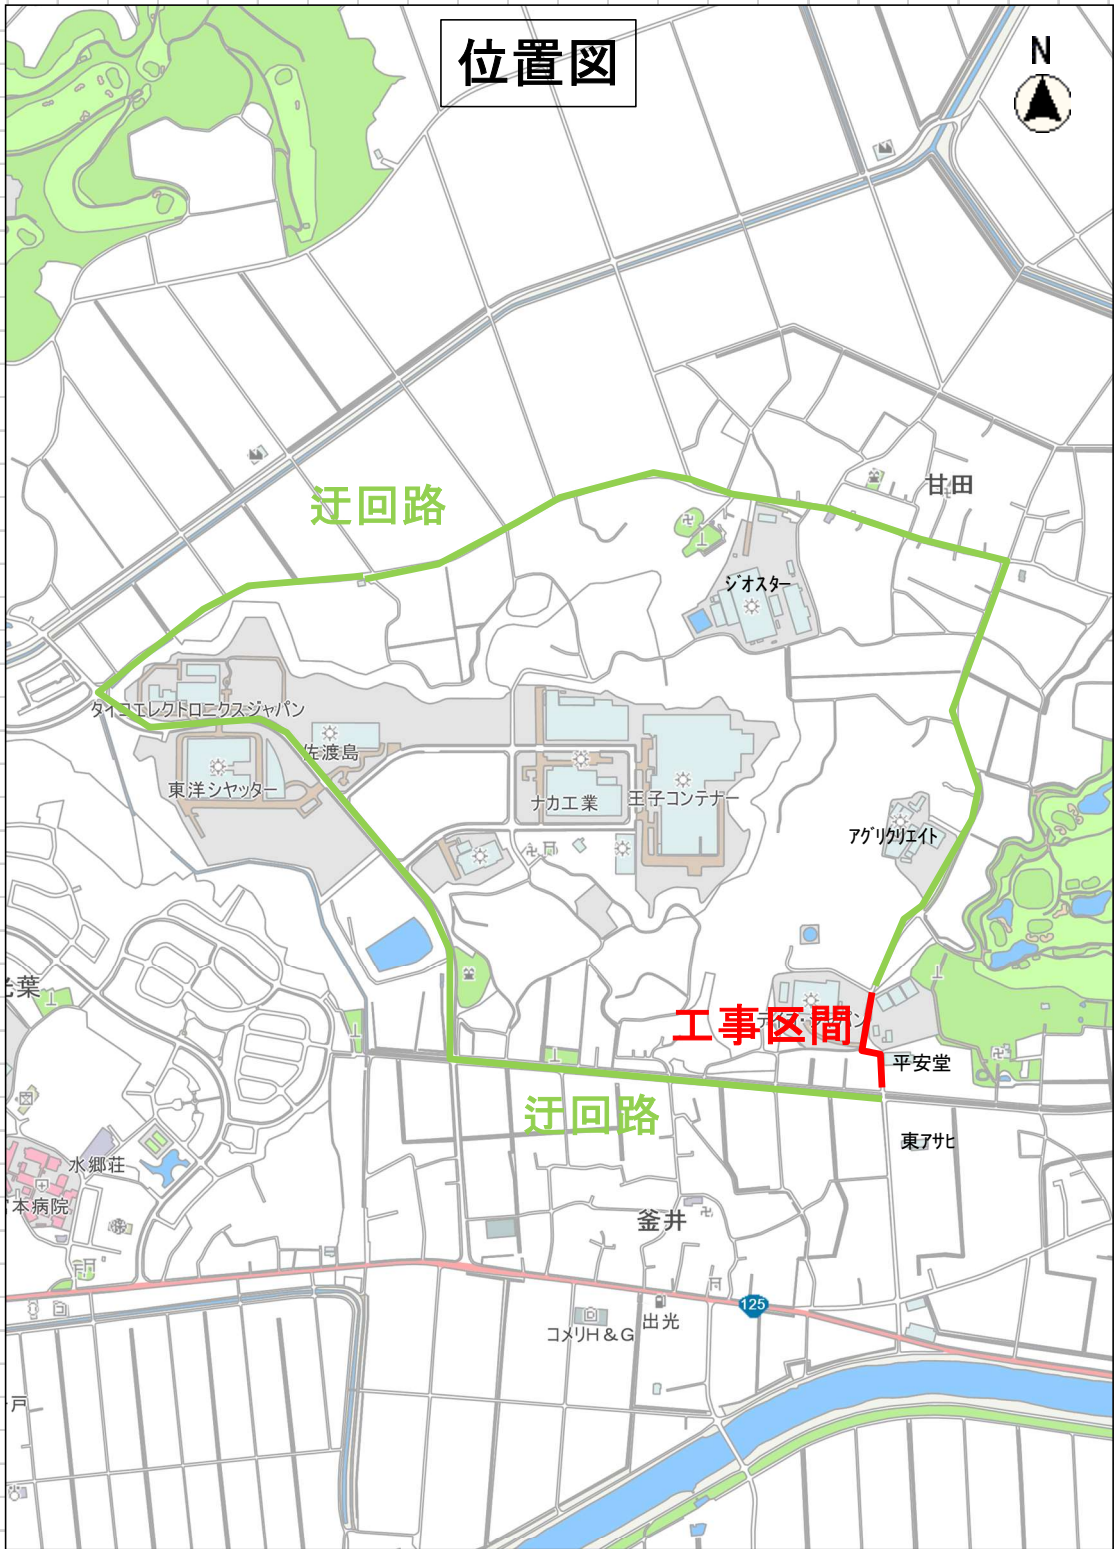 位置図
N
迂回路
甘田
ジオスター
タイコエレクトロニクスジャパン
佐渡島
東洋シヤッター
ナカ工業
王子コンテナー
アグリクリエイト
葉
工事区間
平安堂
迂回路
東アサヒ
水郷荘
本病院
釜井
125
出光
コメリH&G
戸